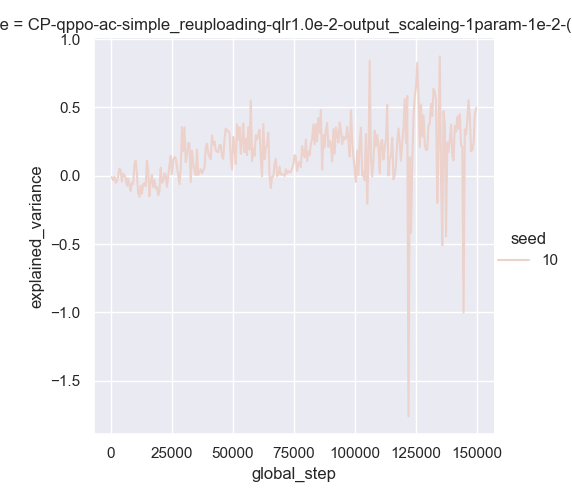 e = CP-qppo-ac-simple_reuploading-qlr1.0e-2-output_scaleing-1param-1e-2-(
1.0
0.5
0.0
−0.5
−1.0
−1.5
explained_variance
seed
10
0 25000 50000 75000 100000 125000 150000
global_step